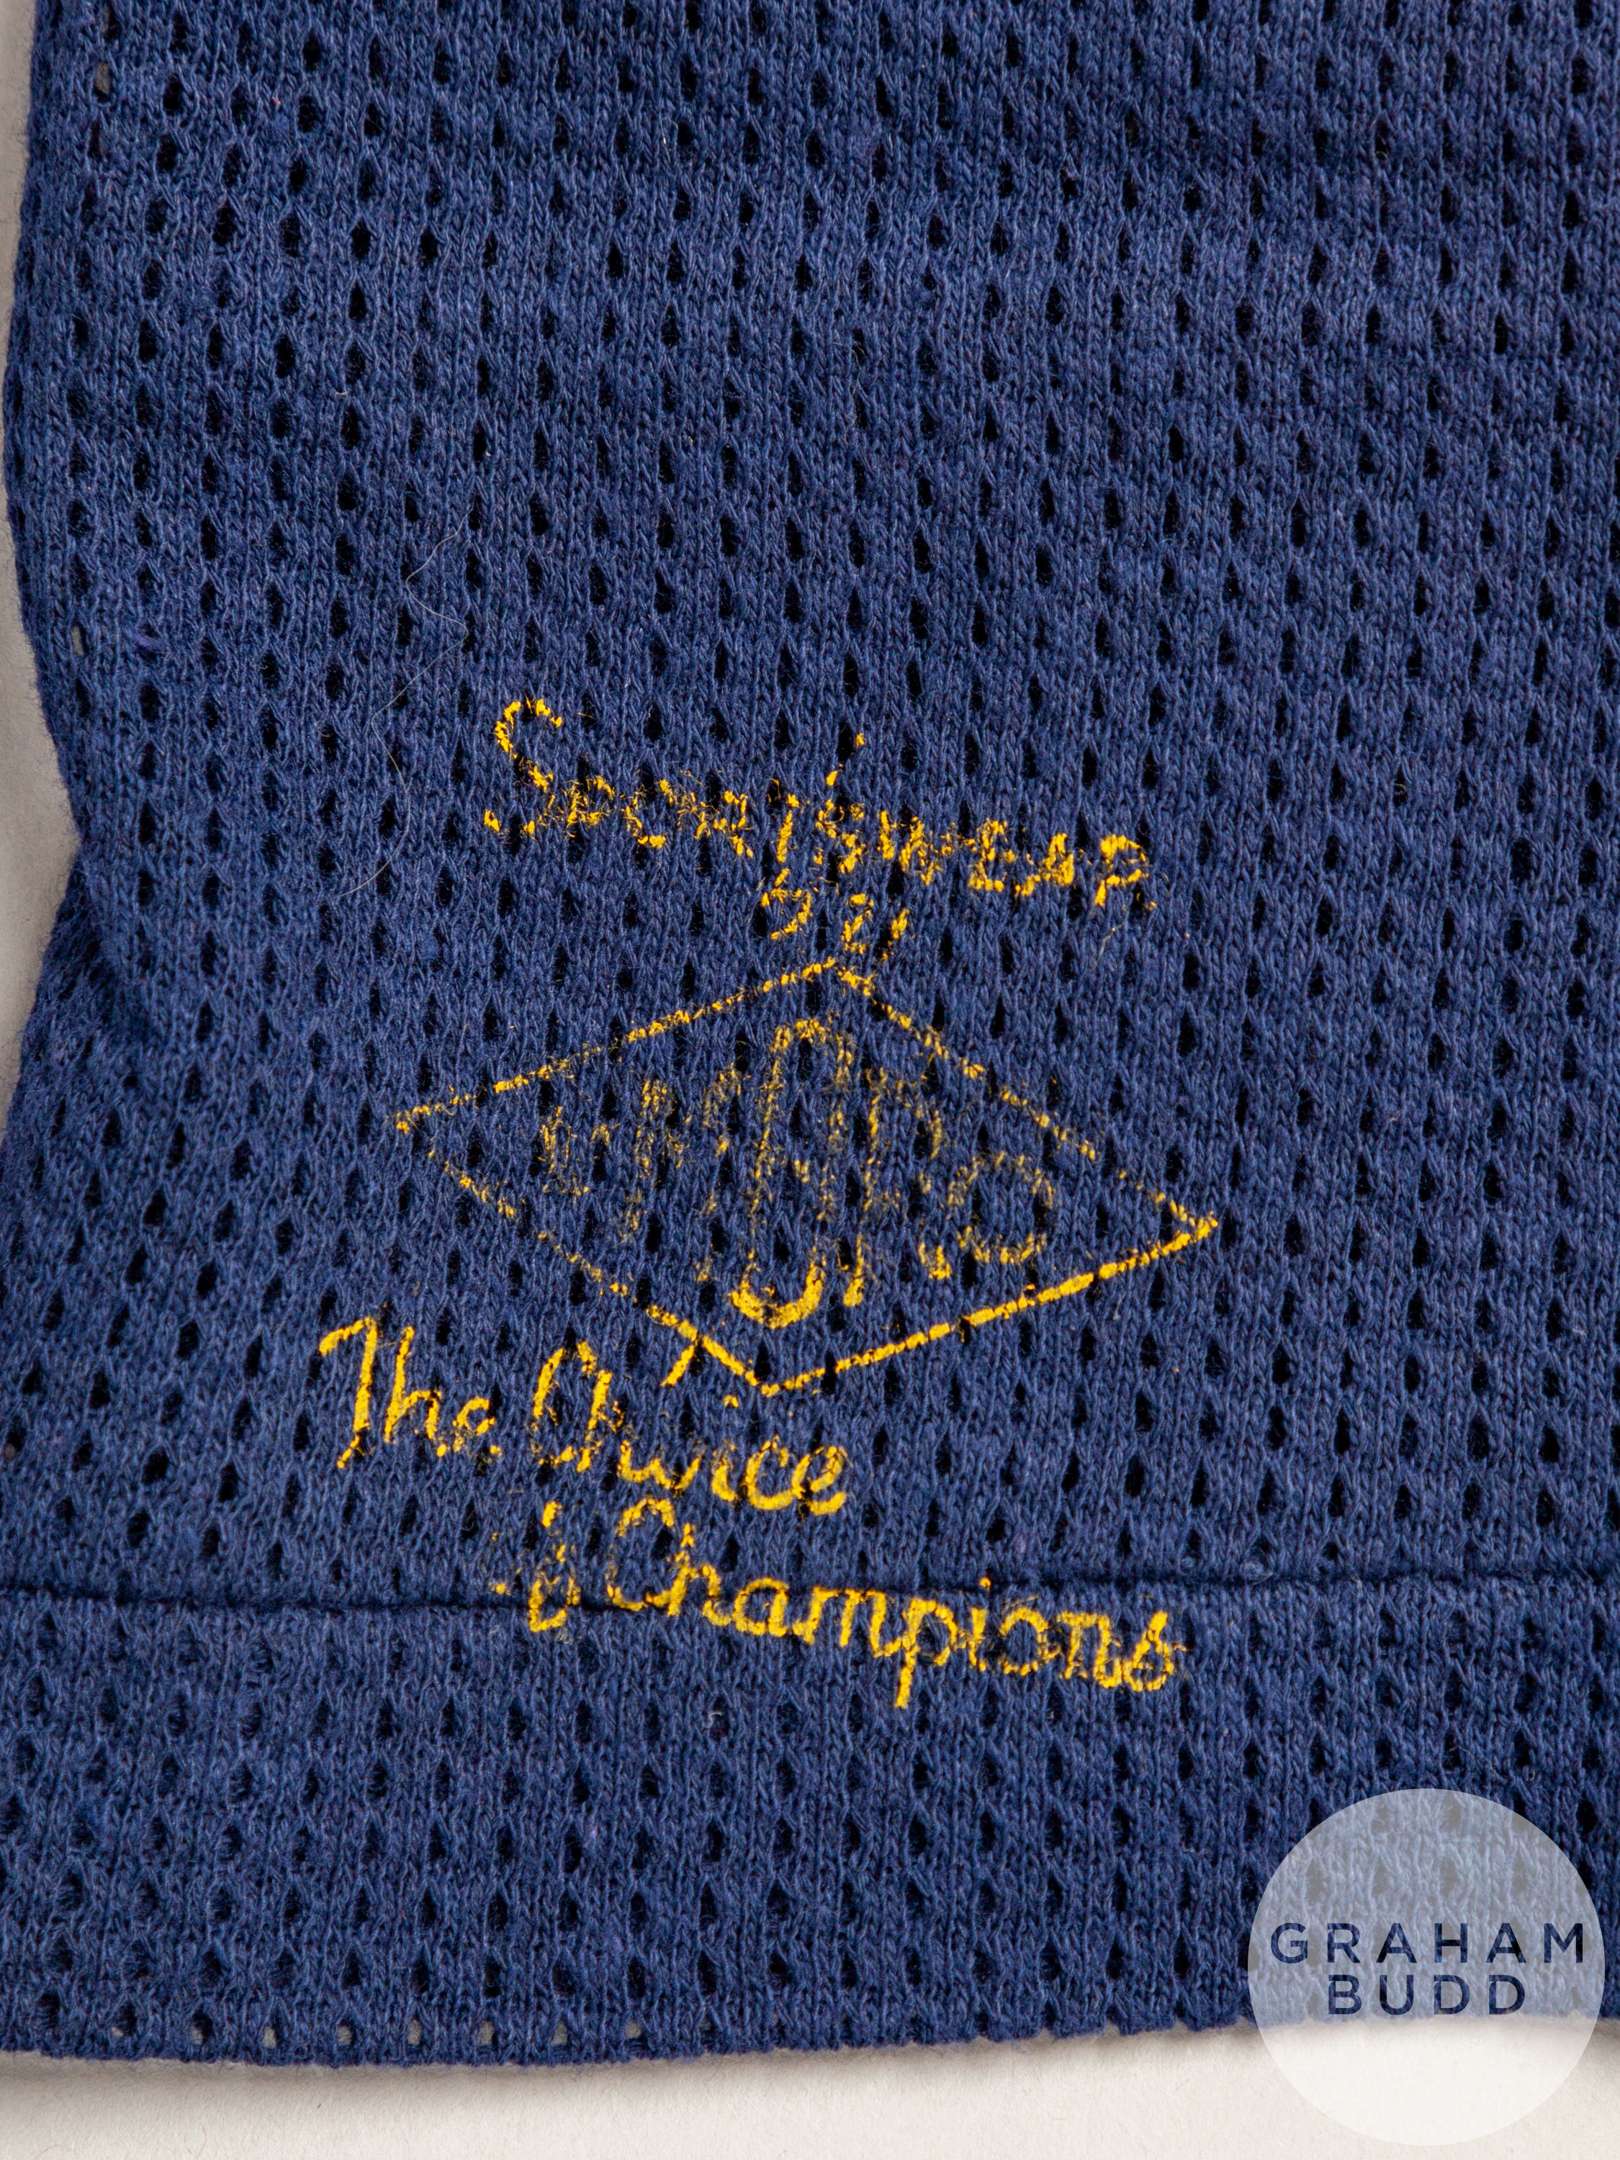 Sportswear
by
UMBRO
The Choice
of Champions
GRAHAM
BUDD